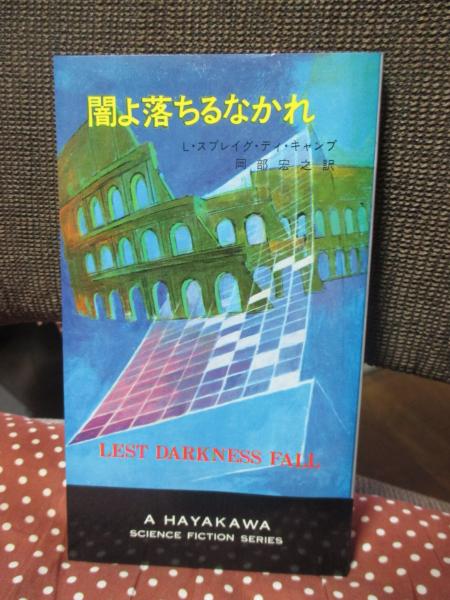 闇よ落ちるなかれ
L・スプレイグ・ディ・キャンプ
岡部宏之訳
LEST DARKNESS FALL
A HAYAKAWA
SCIENCE FICTION SERIES